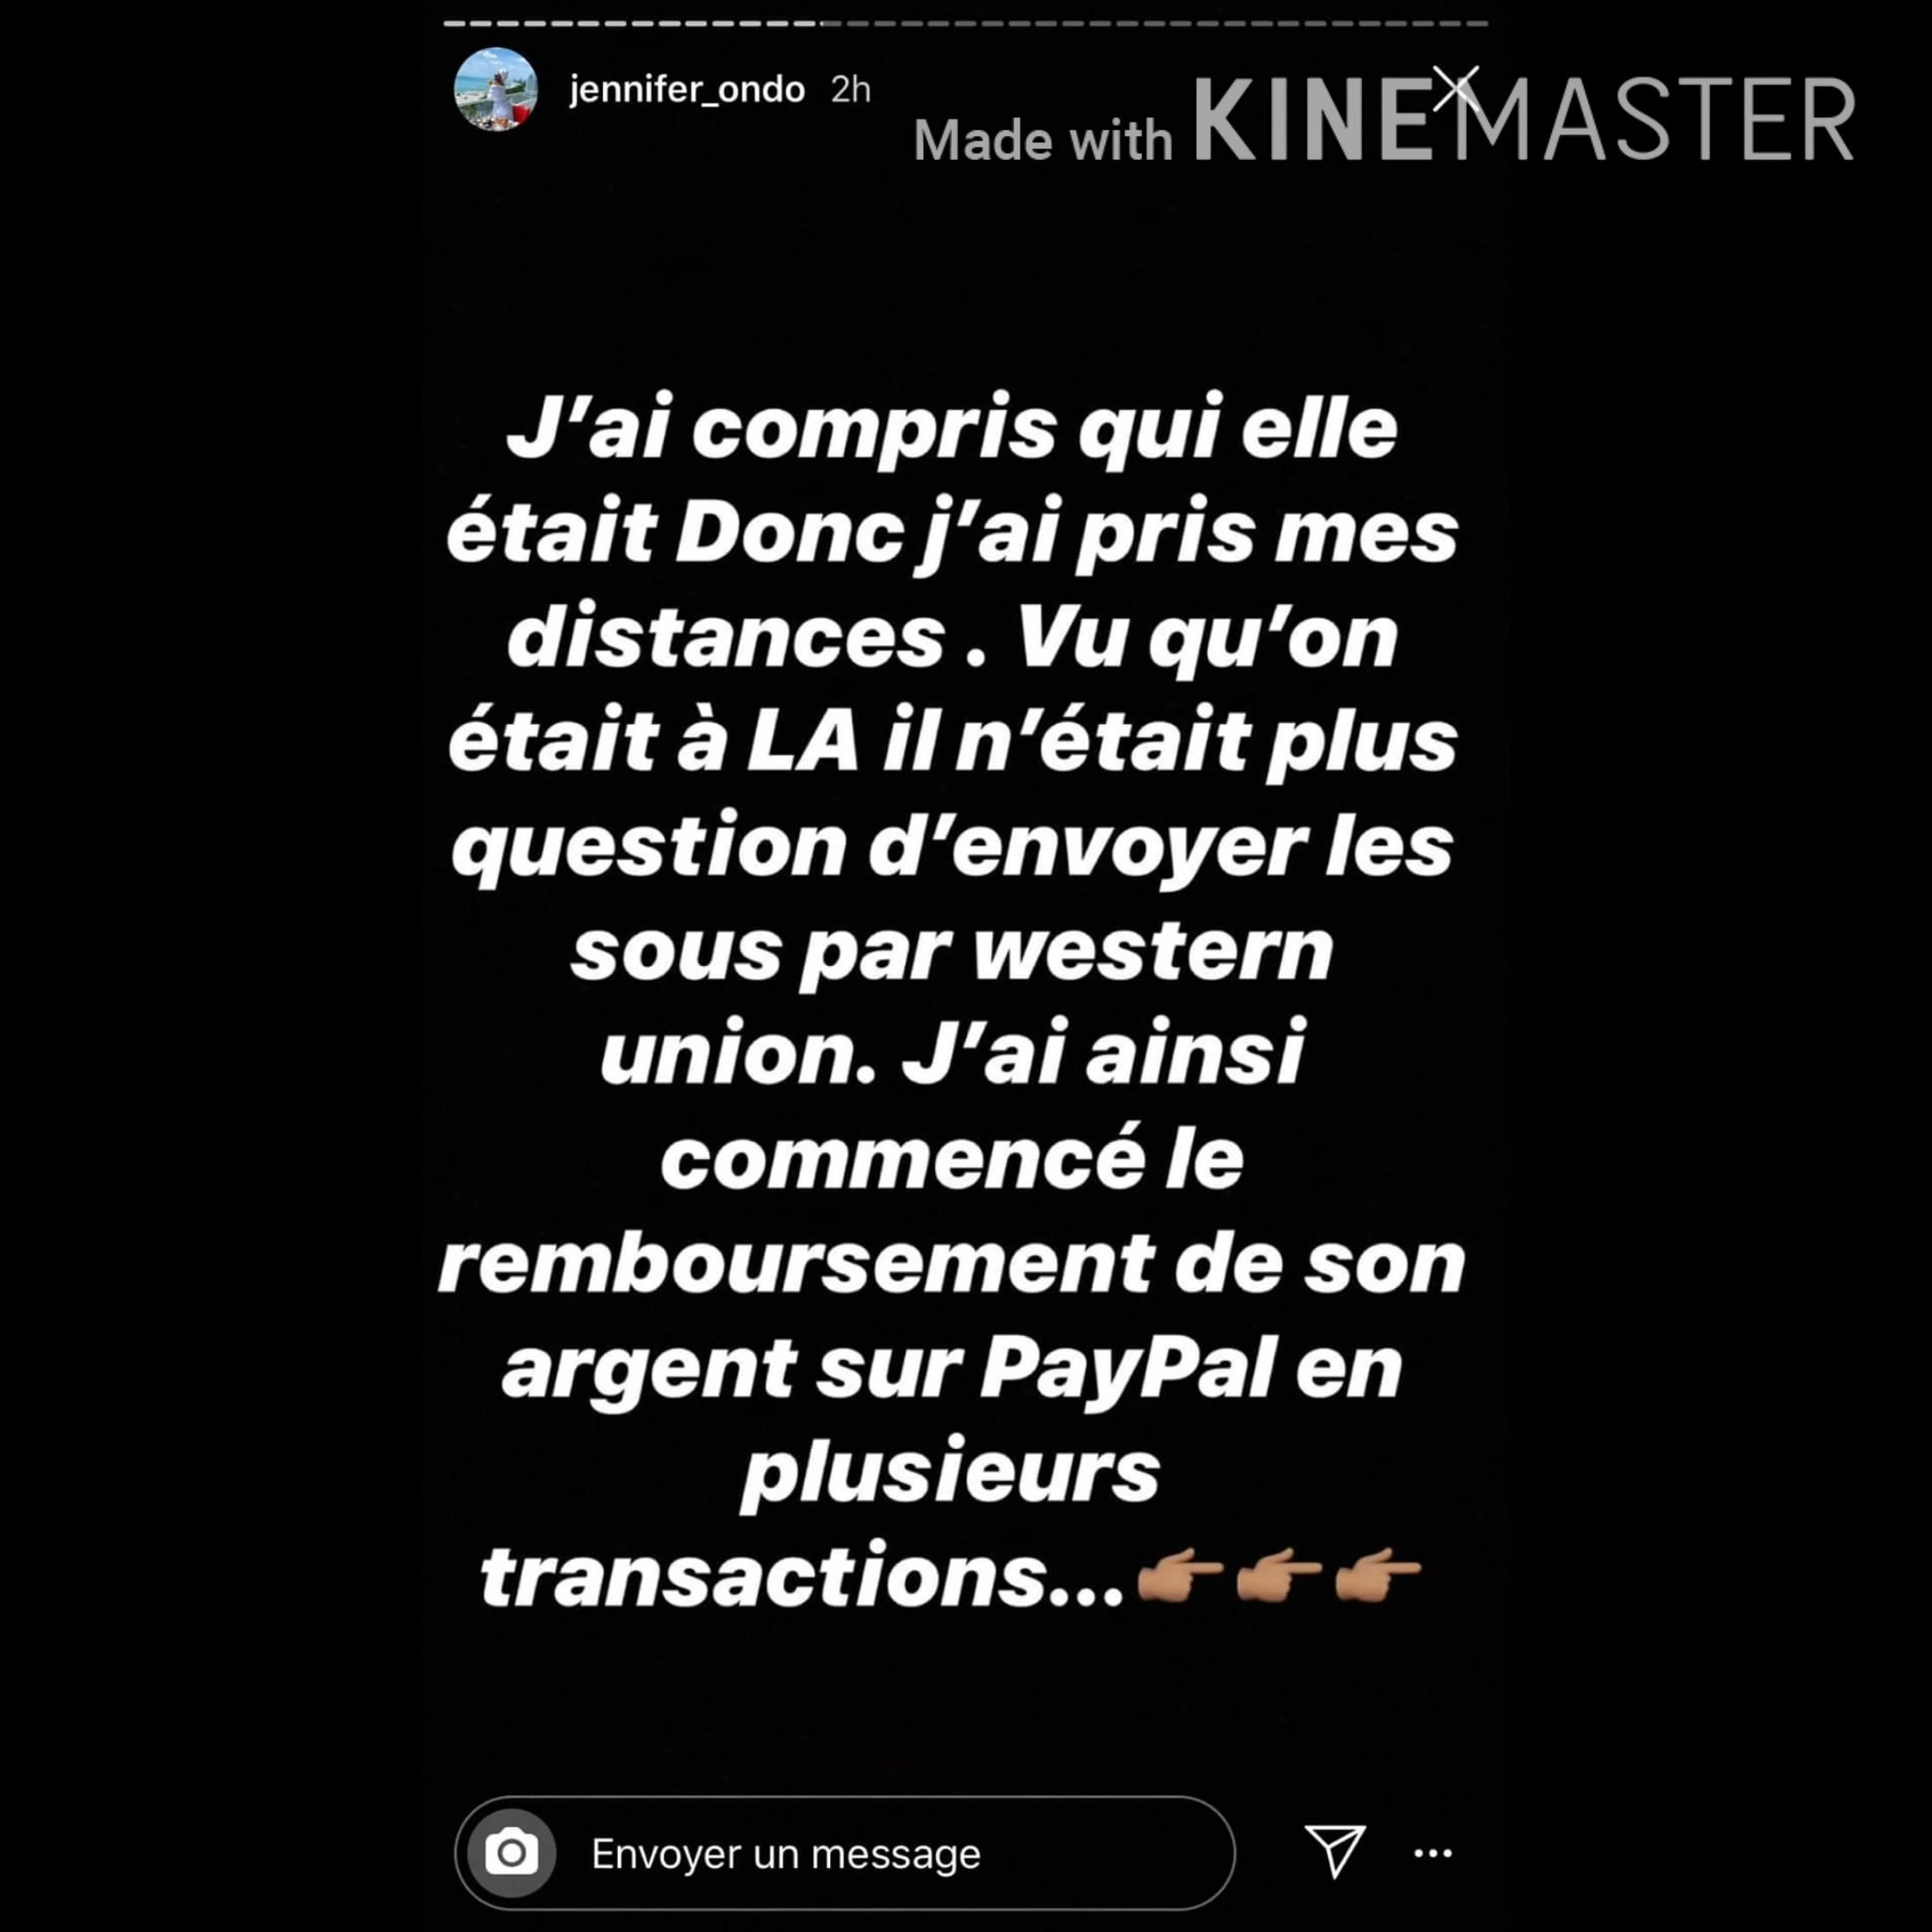 jennifer_ondo 2h
Made with KINEMASTER
J'ai compris qui elle
était Donc j'ai pris mes
distances . Vu qu'on
était à LA il n'était plus
question d'envoyer les
sous par western
union. J'ai ainsi
commencé le
remboursement de son
argent sur PayPal en
plusieurs
transactions...👉🏽👉🏽👉🏽
Envoyer un message